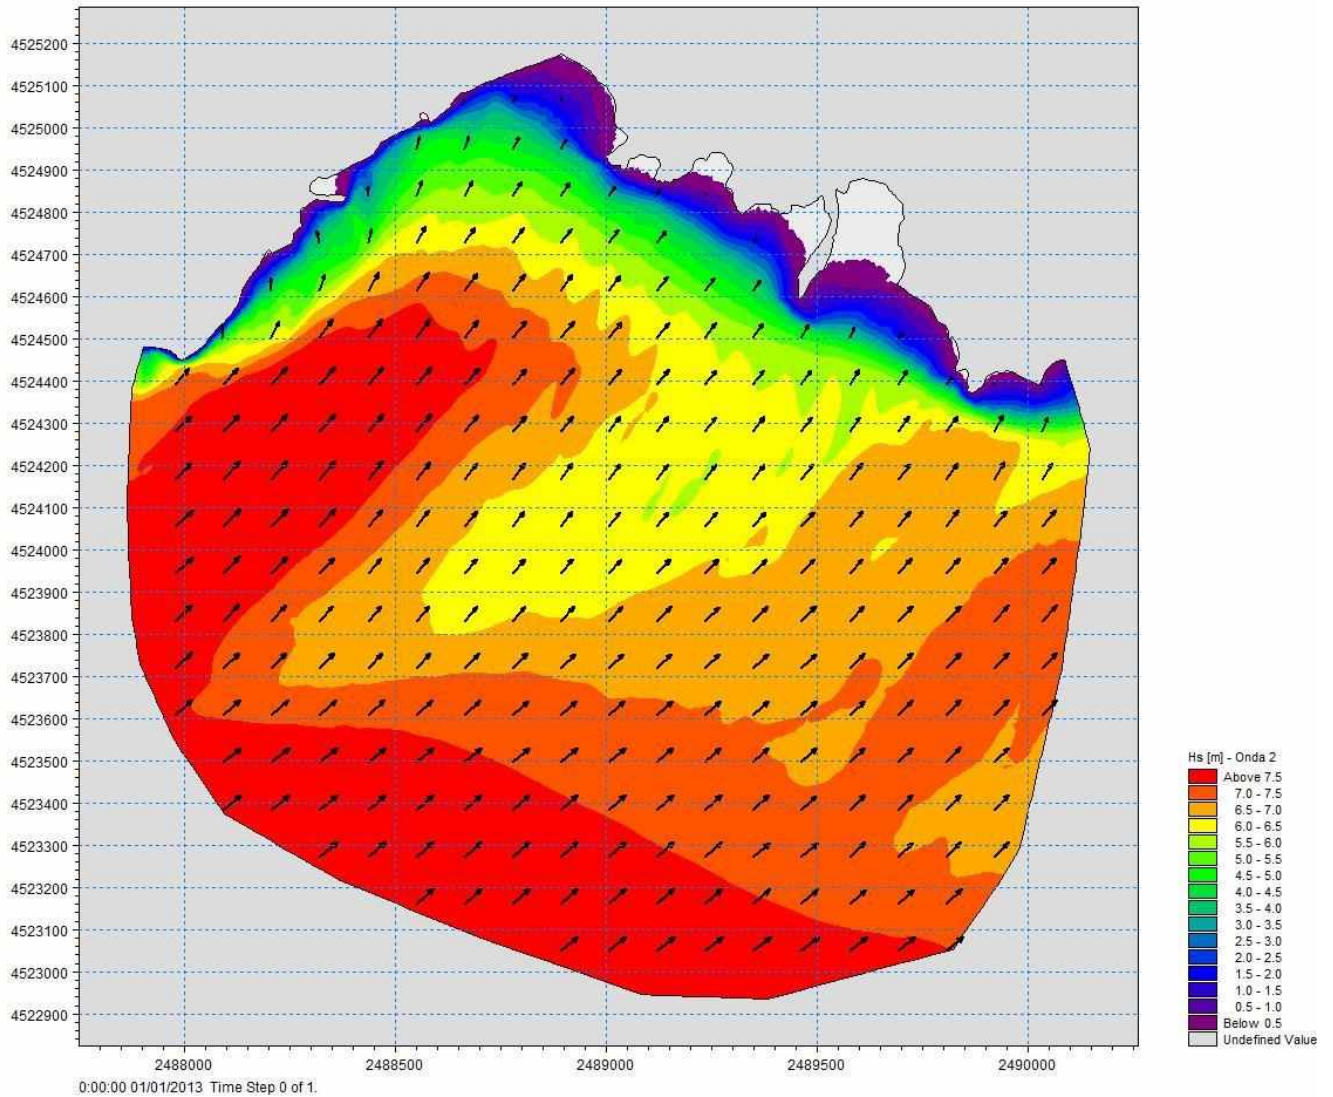 4525200
4525100
4525000
4524900
4524800
4524700
4524600
4524500
4524400
4524300
4524200
4524100
4524000
4523900
4523800
4523700
4523600
4523500
4523400
4523300
4523200
4523100
4523000
4522900
2488000 2488500 2489000 2489500 2490000
0:00:00 01/01/2013 Time Step 0 of 1.
Hs [m] - Onda 2
Above 7.5
7.0 - 7.5
6.5 - 7.0
6.0 - 6.5
5.5 - 6.0
5.0 - 5.5
4.5 - 5.0
4.0 - 4.5
3.5 - 4.0
3.0 - 3.5
2.5 - 3.0
2.0 - 2.5
1.5 - 2.0
1.0 - 1.5
0.5 - 1.0
Below 0.5
Undefined Value